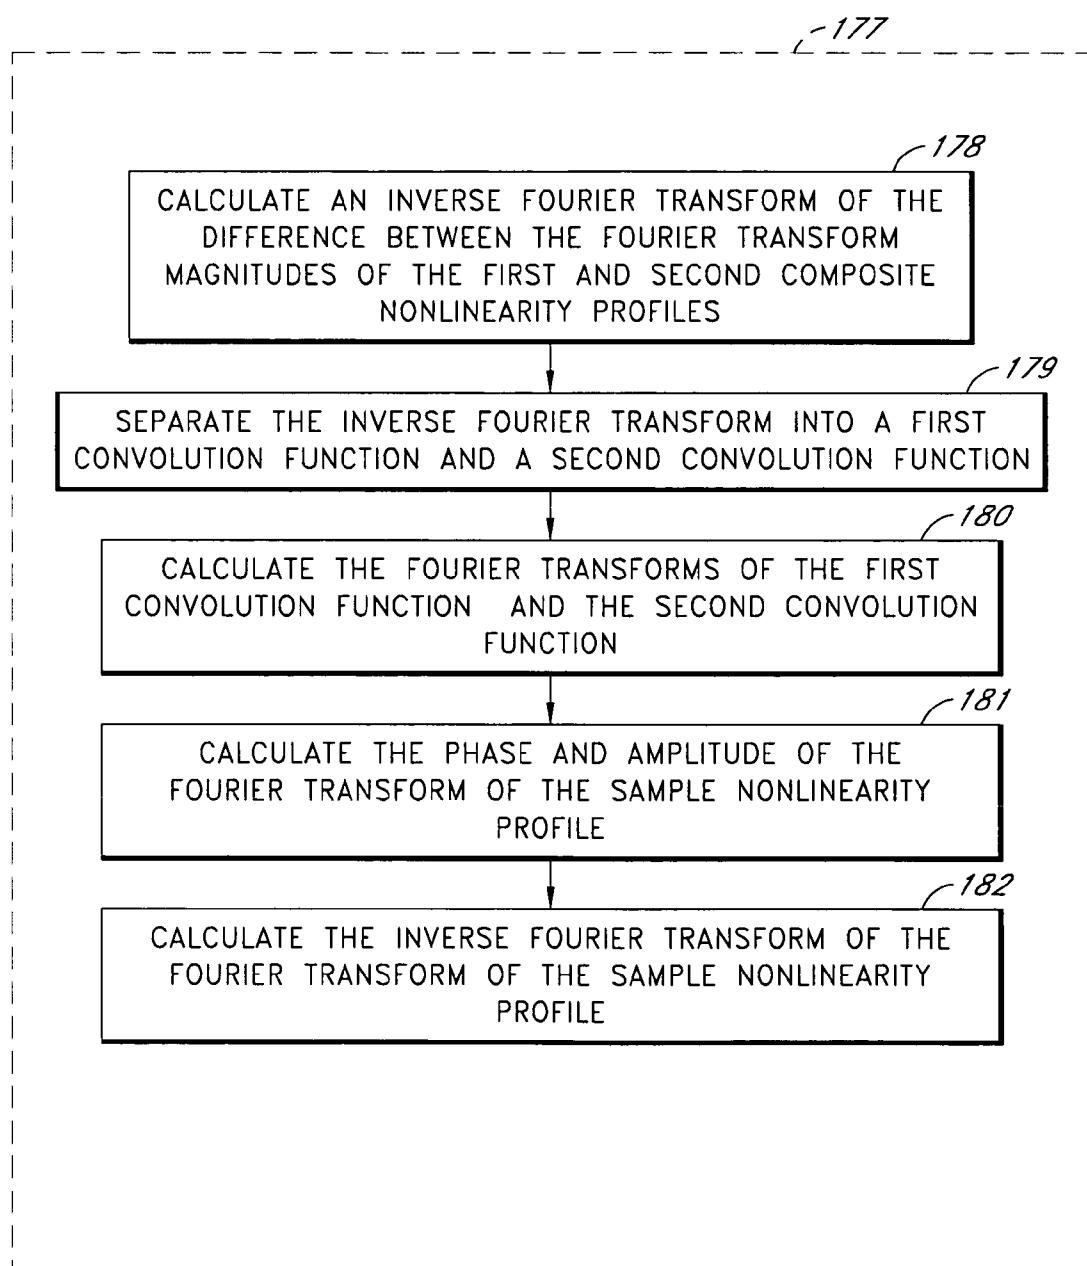 177
178
CALCULATE AN INVERSE FOURIER TRANSFORM OF THE
DIFFERENCE BETWEEN THE FOURIER TRANSFORM
MAGNITUDES OF THE FIRST AND SECOND COMPOSITE
NONLINEARITY PROFILES
179
SEPARATE THE INVERSE FOURIER TRANSFORM INTO A FIRST
CONVOLUTION FUNCTION AND A SECOND CONVOLUTION FUNCTION
180
CALCULATE THE FOURIER TRANSFORMS OF THE FIRST
CONVOLUTION FUNCTION AND THE SECOND CONVOLUTION
FUNCTION
181
CALCULATE THE PHASE AND AMPLITUDE OF THE
FOURIER TRANSFORM OF THE SAMPLE NONLINEARITY
PROFILE
182
CALCULATE THE INVERSE FOURIER TRANSFORM OF THE
FOURIER TRANSFORM OF THE SAMPLE NONLINEARITY
PROFILE